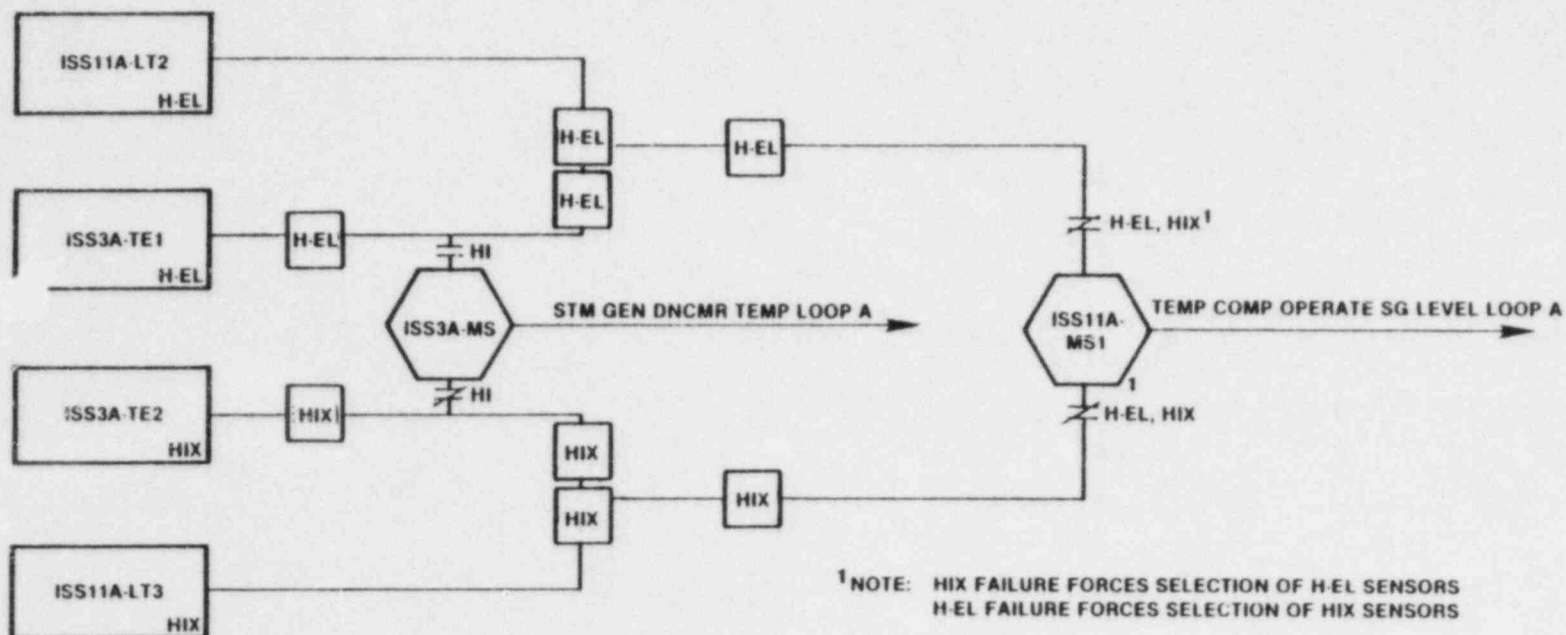 ISS11A-LT2
H-EL
H-EL
H-EL
H-EL
ISS3A-TE1
H-EL
H-EL
HI
H-EL, HIX1
ISS3A-MS
STM GEN DNCMR TEMP LOOP A
ISS11A-
MS1
TEMP COMP OPERATE SG LEVEL LOOP A
HI
1
H-EL, HIX
ISS3A-TE2
HIX
HIX
HIX
HIX
HIX
ISS11A-LT3
HIX
1NOTE: HIX FAILURE FORCES SELECTION OF H-EL SENSORS
H-EL FAILURE FORCES SELECTION OF HIX SENSORS